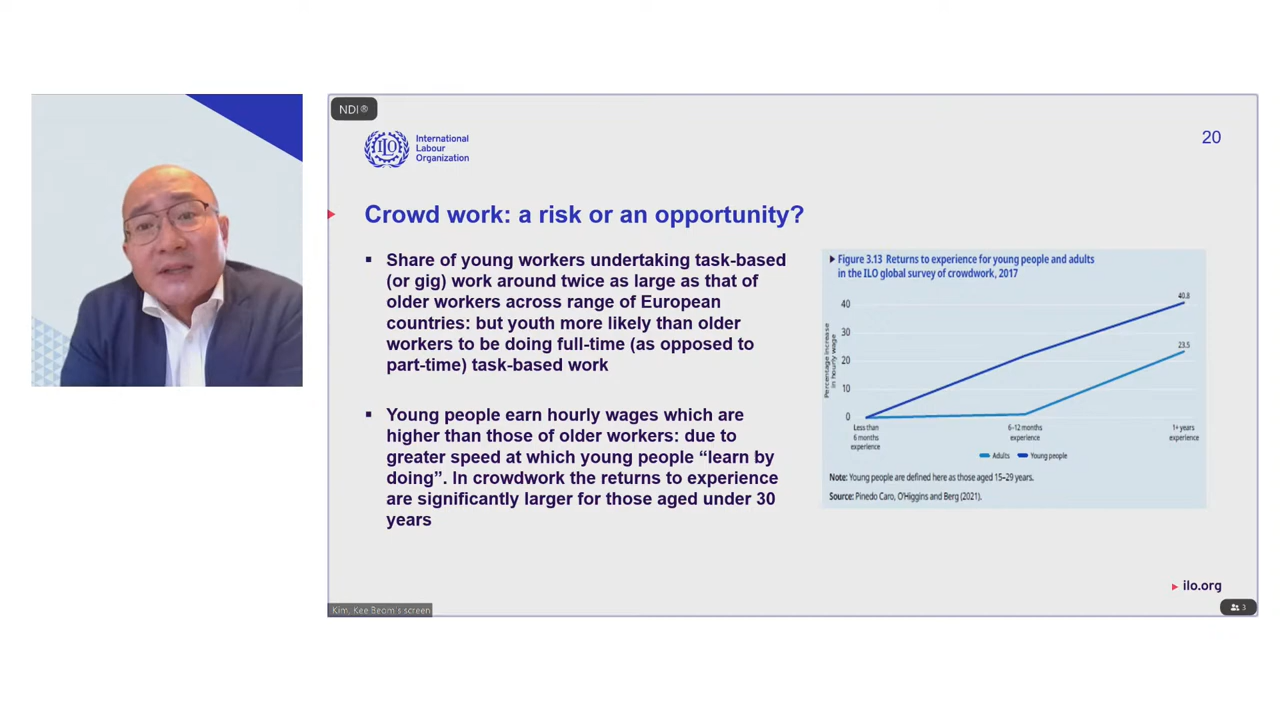 NDI®
ILO
International
Labour
Organization
20
Crowd work: a risk or an opportunity?
▪ Share of young workers undertaking task-based
(or gig) work around twice as large as that of
older workers across range of European
countries: but youth more likely than older
workers to be doing full-time (as opposed to
part-time) task-based work
▪ Young people earn hourly wages which are
higher than those of older workers: due to
greater speed at which young people “learn by
doing”. In crowdwork the returns to experience
are significantly larger for those aged under 30
years
Figure 3.13 Returns to experience for young people and adults
in the ILO global survey of crowdwork, 2017
Percentage increase
in hourly wage
40
30
20
10
0
40.8
23.5
Less than
6 months
experience
6–12 months
experience
1+ years
experience
Adults
Young people
Note: Young people are defined here as those aged 15–29 years.
Source: Pinedo Caro, O'Higgins and Berg (2021).
ilo.org
Kim, Kee Beom's screen
3